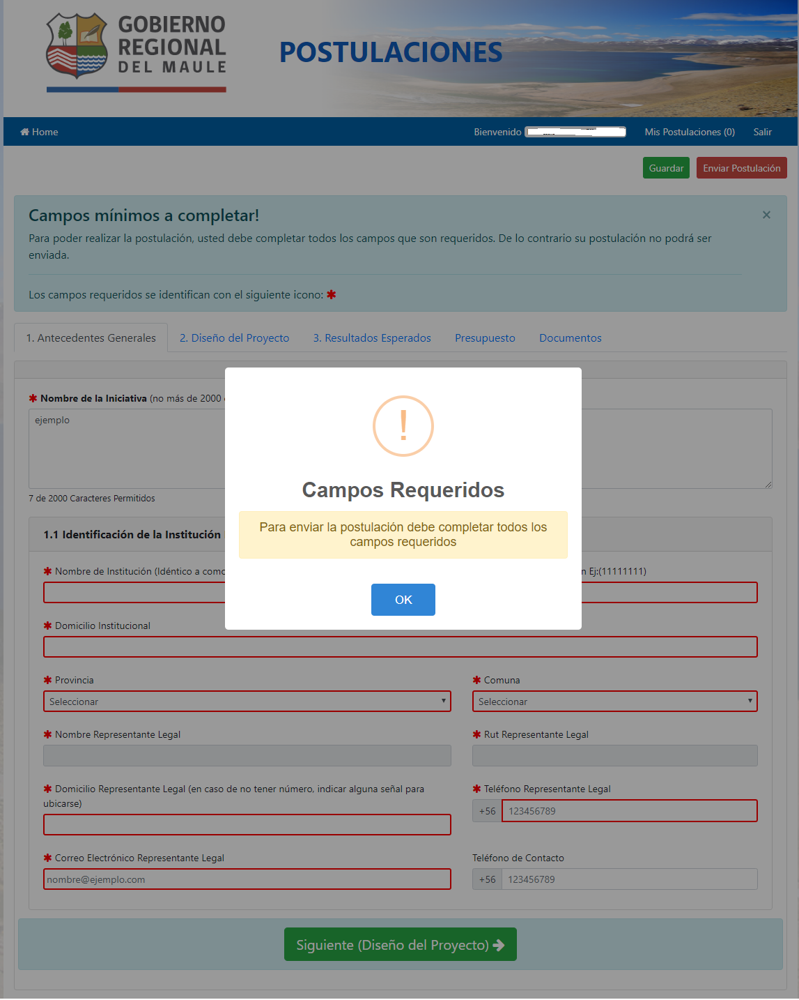 GOBIERNO
REGIONAL
DEL MAULE
POSTULACIONES
Home
Bienvenido
Mis Postulaciones (0)
Salir
Guardar
Enviar Postulación
Campos mínimos a completar!
×
Para poder realizar la postulación, usted debe completar todos los campos que son requeridos. De lo contrario su postulación no podrá ser
enviada.
Los campos requeridos se identifican con el siguiente icono: ✱
1. Antecedentes Generales
2. Diseño del Proyecto
3. Resultados Esperados
Presupuesto
Documentos
✱ Nombre de la Iniciativa (no más de 2000
ejemplo
7 de 2000 Caracteres Permitidos
!
Campos Requeridos
Para enviar la postulación debe completar todos los
campos requeridos
OK
1.1 Identificación de la Institución
✱ Nombre de Institución (Idéntico a como
n Ej:(11111111)
✱ Domicilio Institucional
✱ Provincia
✱ Comuna
Seleccionar
Seleccionar
✱ Nombre Representante Legal
✱ Rut Representante Legal
✱ Domicilio Representante Legal (en caso de no tener número, indicar alguna señal para
ubicarse)
✱ Teléfono Representante Legal
+56 123456789
✱ Correo Electrónico Representante Legal
Teléfono de Contacto
nombre@ejemplo.com
+56 123456789
Siguiente (Diseño del Proyecto) →